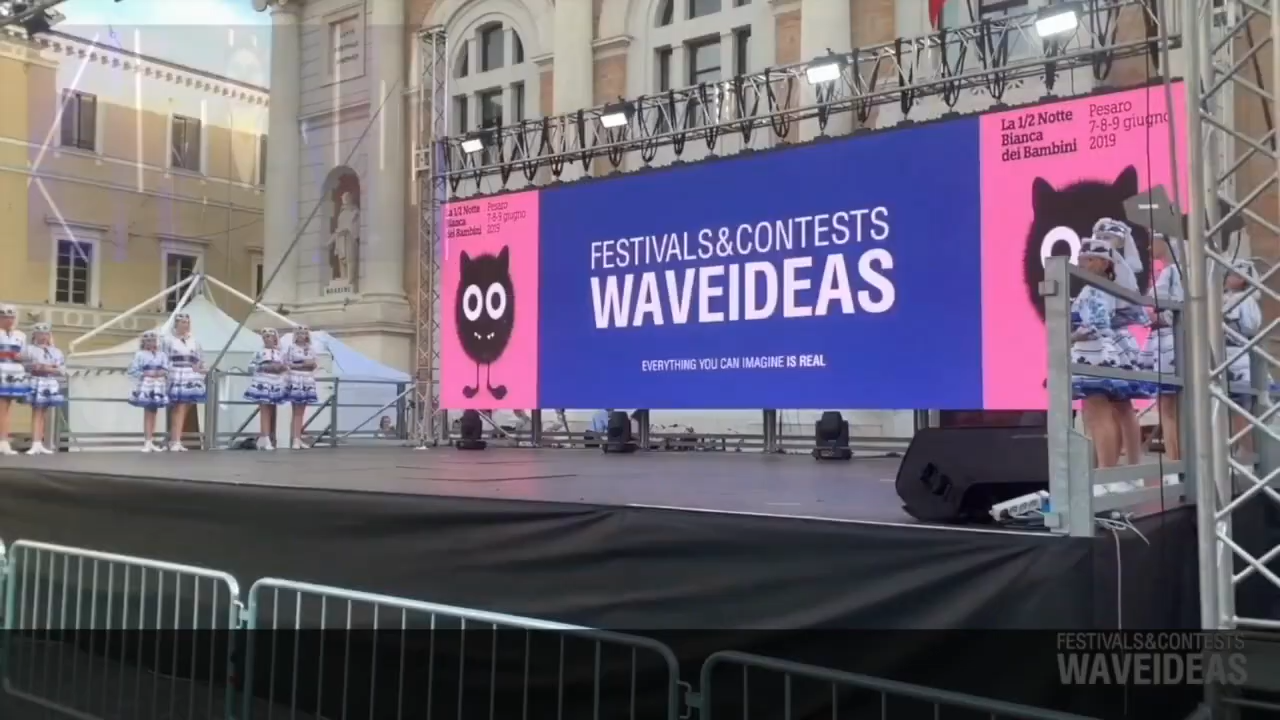 La 1/2 Notte
Bianca
dei Bambini
Pesaro
7-8-9 giugno
2019
FESTIVALS&CONTESTS
WAVEIDEAS
EVERYTHING YOU CAN IMAGINE IS REAL
La 1/2 Notte
Bianca
dei Bambini
Pesaro
7-8-9 giugno
2019
FESTIVALS&CONTESTS
WAVEIDEAS